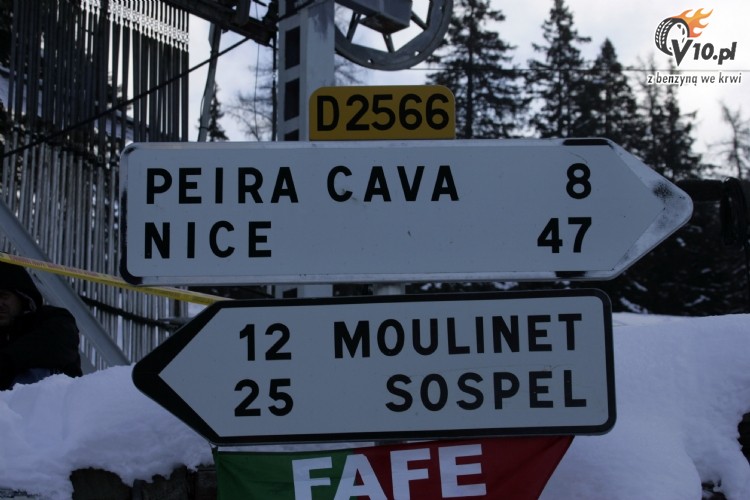 V10.pl
z benzyną we krwi
D2566
PEIRA CAVA 8
NICE 47
12 MOULINET
25 SOSPEL
FAFE